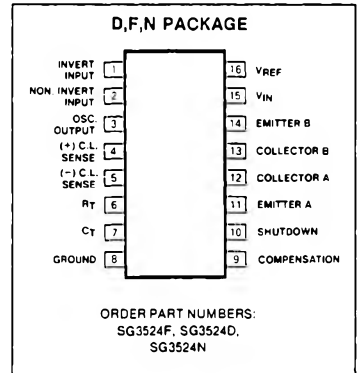 D,F,N PACKAGE
INVERT
INPUT
1
16
VREF
NON. INVERT
INPUT
2
15
VIN
OSC.
OUTPUT
3
14
EMITTER B
(+) C.L.
SENSE
4
13
COLLECTOR B
(-) C.L.
SENSE
5
12
COLLECTOR A
RT
6
11
EMITTER A
CT
7
10
SHUTDOWN
GROUND
8
9
COMPENSATION
ORDER PART NUMBERS:
SG3524F, SG3524D,
SG3524N